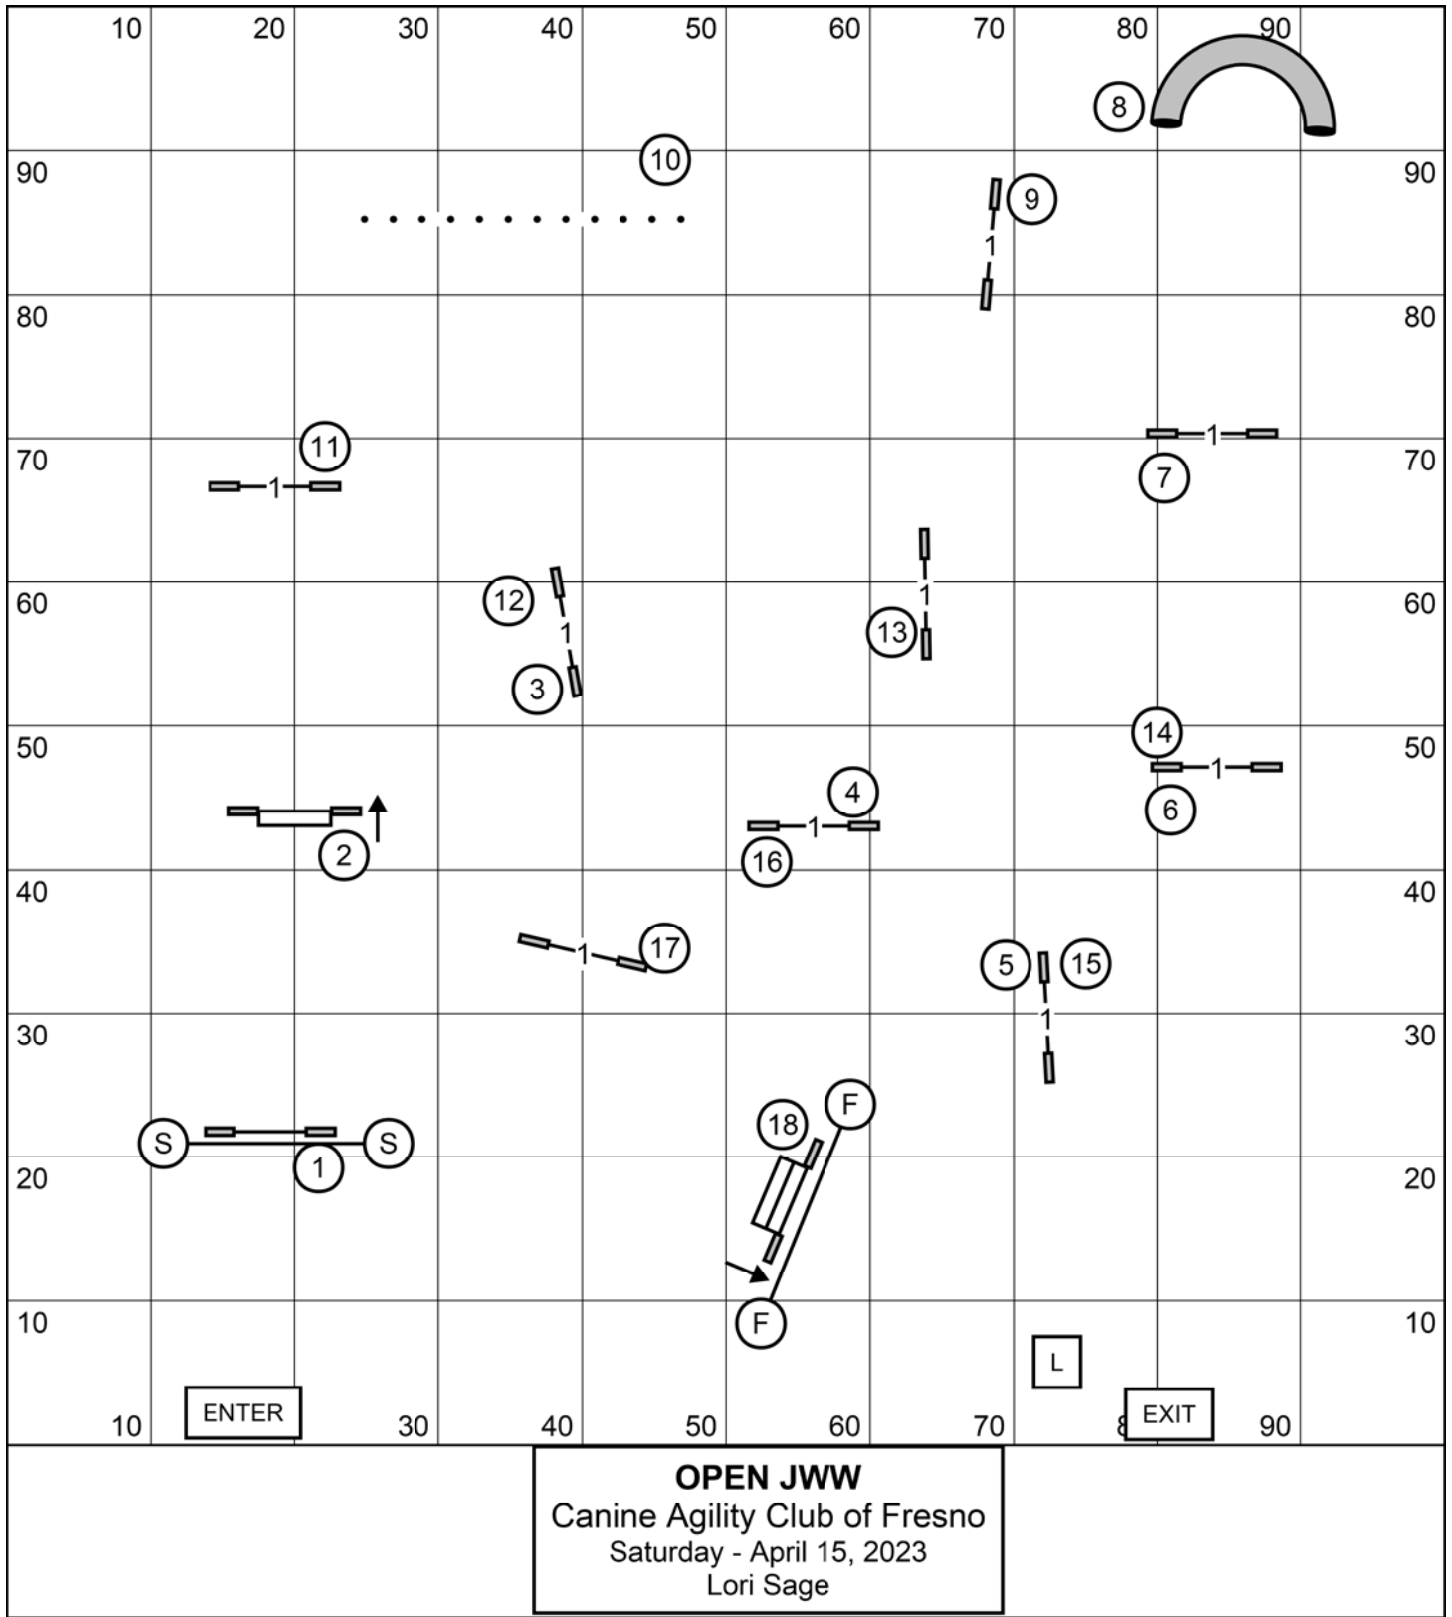 10 20 30 40 50 60 70 80 90
8
10
90 90
9
1
80 80
11
1
7
70 70
1
12
1
60 60
1
13
3
14
50 50
1
4
6
1
2
16
40 40
17
1
5 15
1
30 30
F
18
S S
1
20 20
10 10
F
L
ENTER
EXIT
10 30 40 50 60 70 8 90
OPEN JWW
Canine Agility Club of Fresno
Saturday - April 15, 2023
Lori Sage